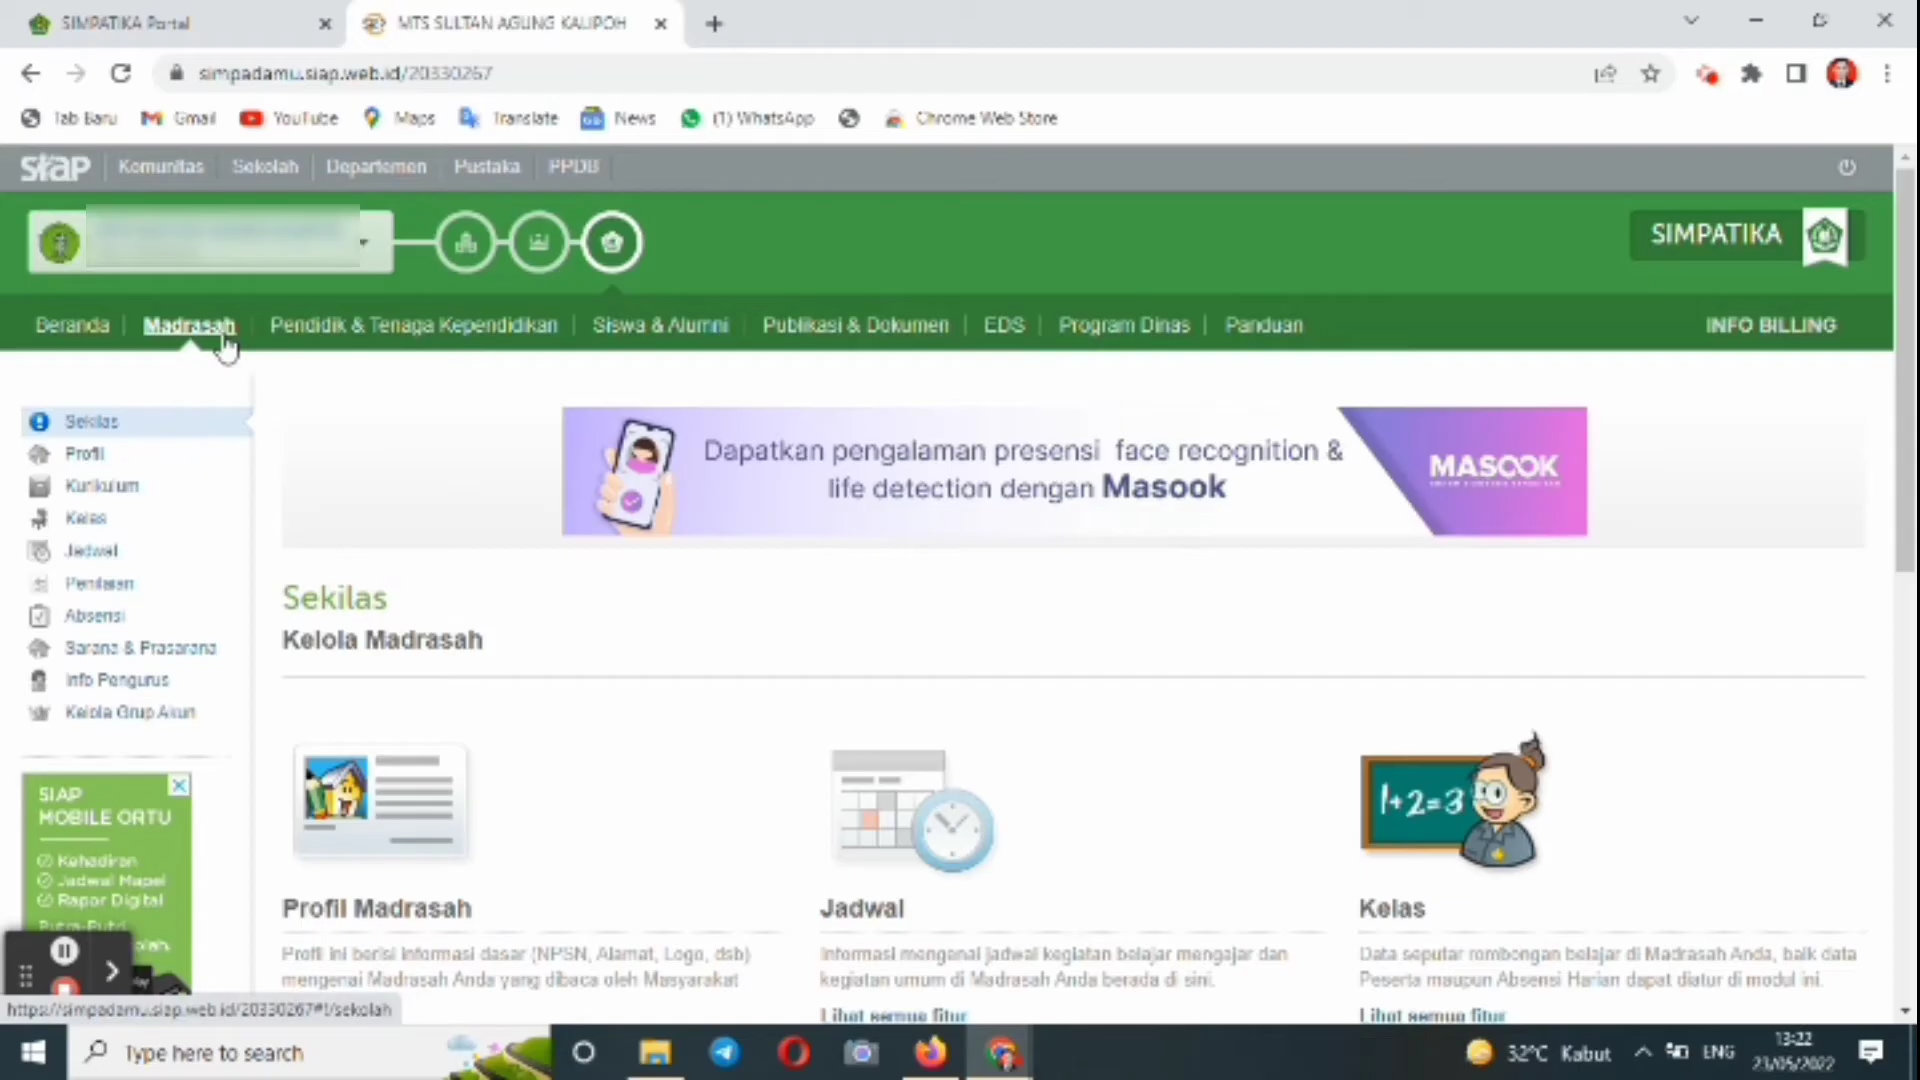 SIMPATIKA Portal
MTS SULTAN AGUNG KALIPOH
simpadamu.siap.web.id/20330267
Tab Baru
Gmail
YouTube
Maps
Translate
News
(1) WhatsApp
Chrome Web Store
siap
Komunitas
Sekolah
Departemen
Pustaka
PPDB
SIMPATIKA
Beranda
Madrasah
Pendidik & Tenaga Kependidikan
Siswa & Alumni
Publikasi & Dokumen
EDS
Program Dinas
Panduan
INFO BILLING
Sekilas
Profil
Kurikulum
Kelas
Jadwal
Penilaian
Absensi
Sarana & Prasarana
Info Pengurus
Kelola Grup Akun
Dapatkan pengalaman presensi face recognition &
life detection dengan Masook
MASOOK
Sekilas
Kelola Madrasah
1+2=3
Profil Madrasah
Profil ini berisi informasi dasar (NPSN, Alamat, Logo, dsb)
mengenai Madrasah Anda yang dibaca oleh Masyarakat
Jadwal
Informasi mengenai jadwal kegiatan belajar mengajar dan
kegiatan umum di Madrasah Anda berada di sini.
Lihat semua fitur
Kelas
Data seputar rombongan belajar di Madrasah Anda, baik data
Peserta maupun Absensi Harian dapat diatur di modul ini.
Lihat semua fitur
SIAP
MOBILE ORTU
Kehadiran
Jadwal Mapel
Rapor Digital
Putra-Putri
https://simpadamu.siap.web.id/20330267#!/sekolah
Type here to search
32°C Kabut
ENG
13:22
23/05/2022